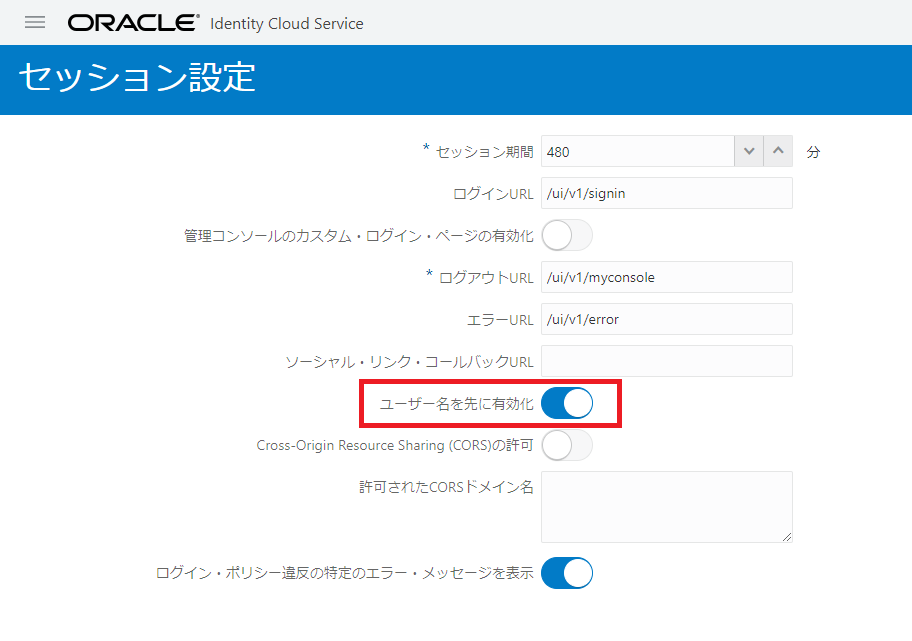 ORACLE® Identity Cloud Service
セッション設定
* セッション期間 480 分
ログインURL /ui/v1/signin
管理コンソールのカスタム・ログイン・ページの有効化
* ログアウトURL /ui/v1/myconsole
エラーURL /ui/v1/error
ソーシャル・リンク・コールバックURL
ユーザー名を先に有効化
Cross-Origin Resource Sharing (CORS)の許可
許可されたCORSドメイン名
ログイン・ポリシー違反の特定のエラー・メッセージを表示